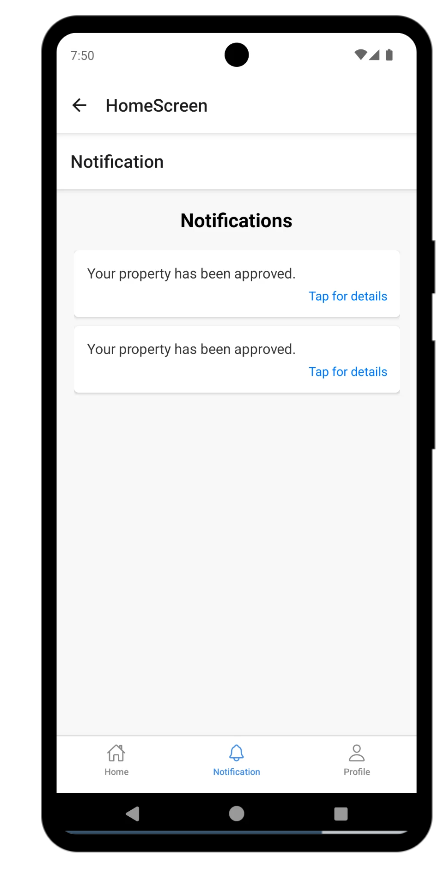 7:50
HomeScreen
Notification
Notifications
Your property has been approved.
Tap for details
Your property has been approved.
Tap for details
Home
Notification
Profile